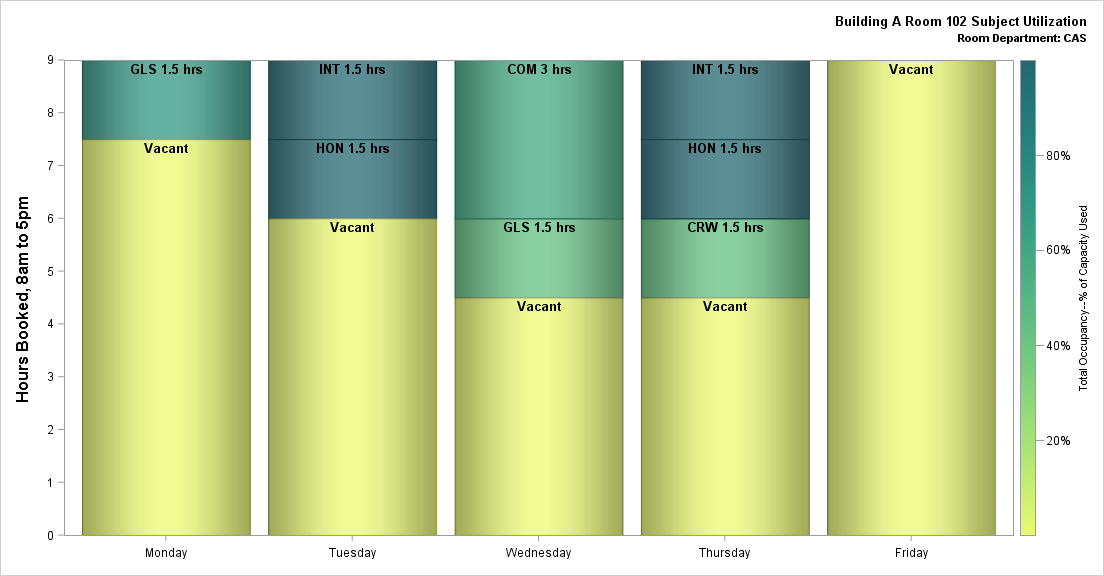 Building A Room 102 Subject Utilization
Room Department: CAS
Hours Booked, 8am to 5pm
9
8
7
6
5
4
3
2
1
0
GLS 1.5 hrs
Vacant
INT 1.5 hrs
HON 1.5 hrs
Vacant
COM 3 hrs
GLS 1.5 hrs
Vacant
INT 1.5 hrs
HON 1.5 hrs
CRW 1.5 hrs
Vacant
Vacant
Monday
Tuesday
Wednesday
Thursday
Friday
80%
60%
40%
20%
Total Occupancy--% of Capacity Used